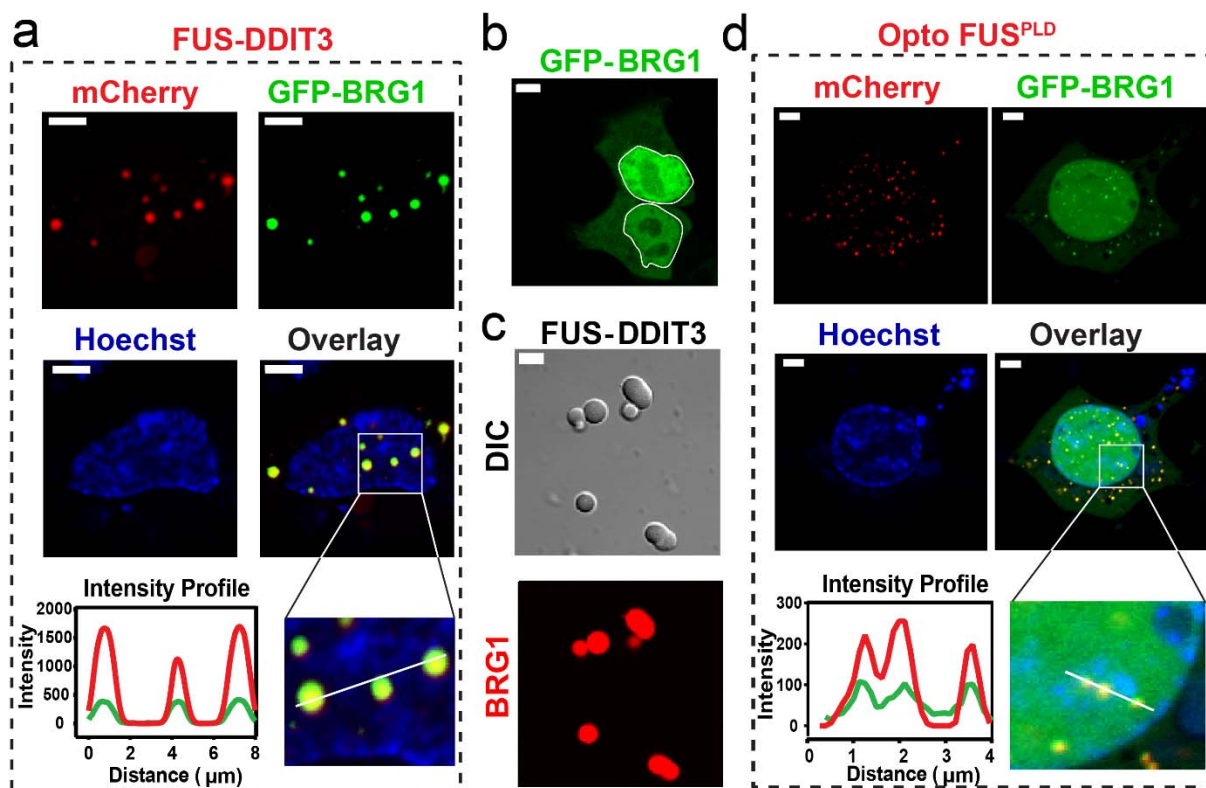 a
FUS-DDIT3
mCherry
GFP-BRG1
Hoechst
Overlay
Intensity Profile
Intensity
2000
1500
1000
500
0
0 2 4 6 8
Distance (µm)
b
GFP-BRG1
c
FUS-DDIT3
DIC
BRG1
d
Opto FUSᴾᴸᴰ
mCherry
GFP-BRG1
Hoechst
Overlay
Intensity Profile
Intensity
300
200
100
0
0 1 2 3 4
Distance (µm)